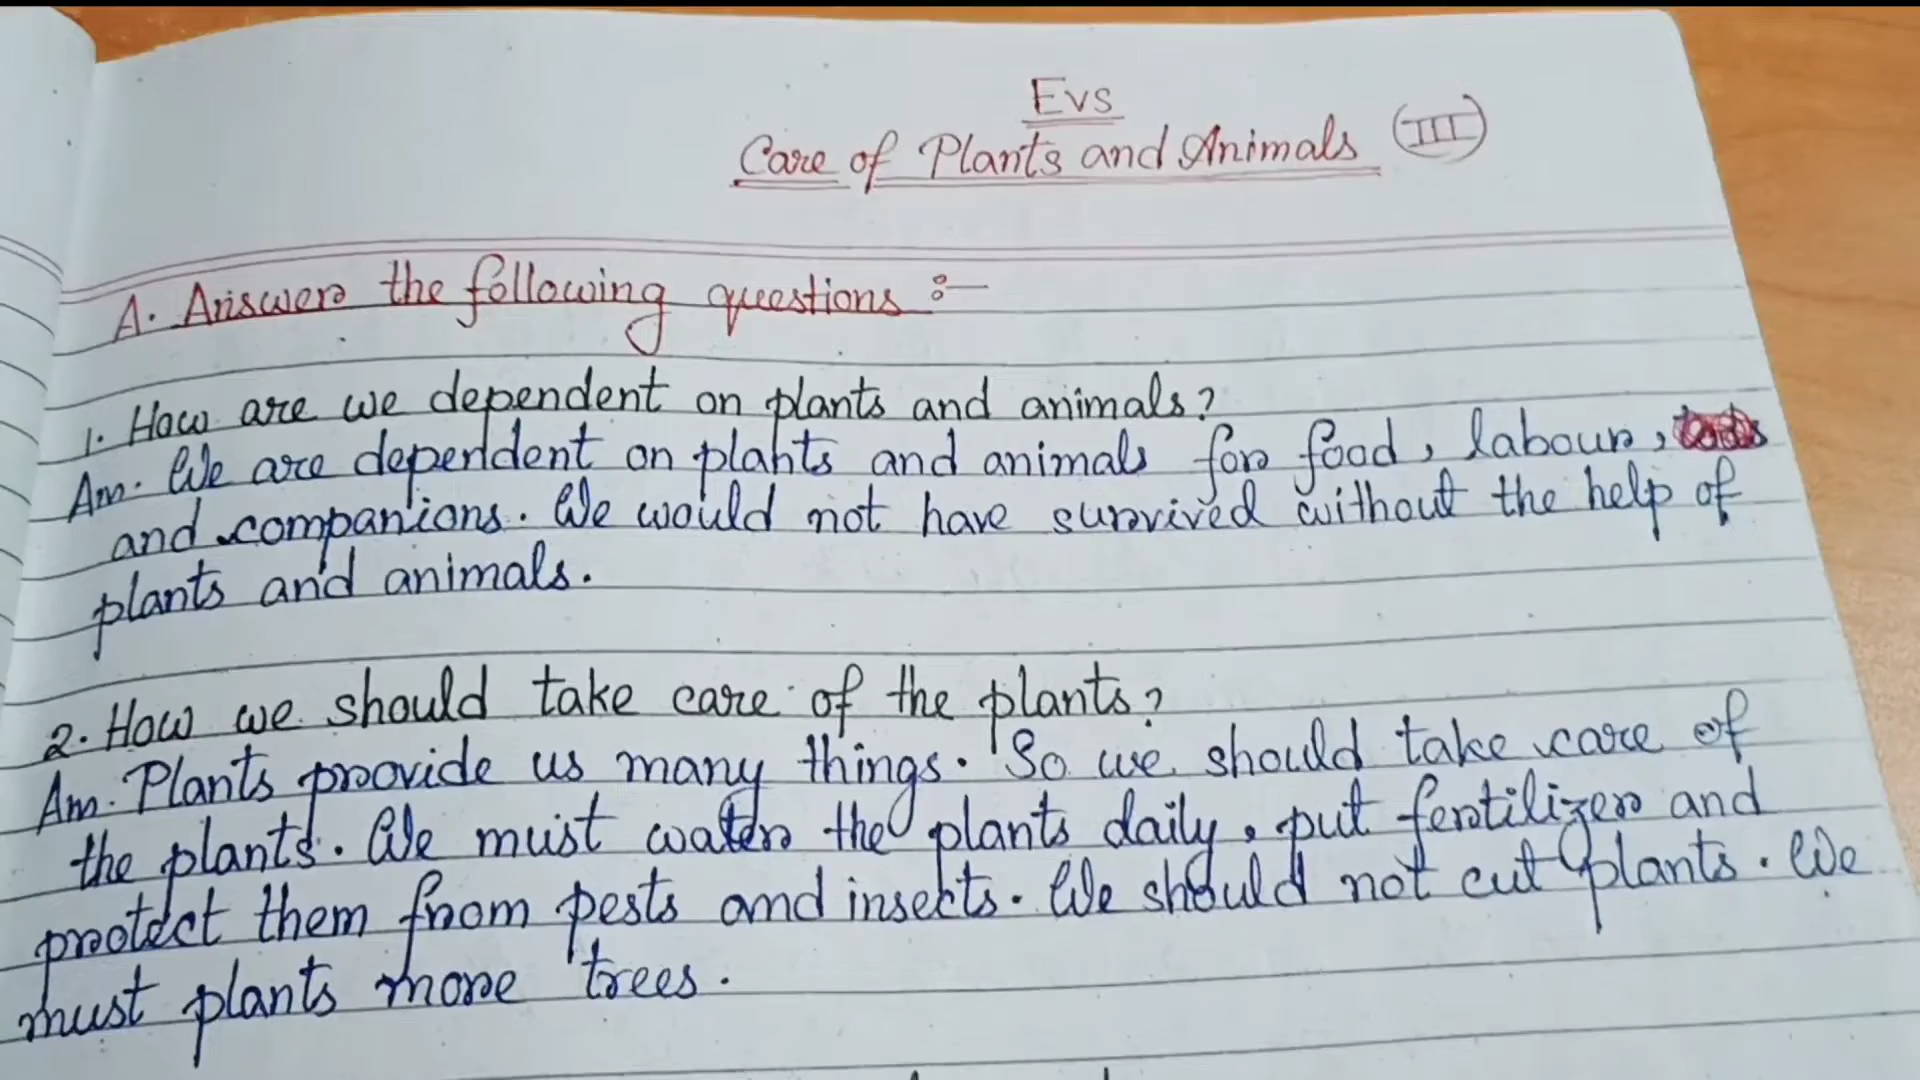 Evs
Care of Plants and Animals III
A. Answer the following questions :-
1. How are we dependent on plants and animals?
Ans. We are dependent on plants and animals for food, labour,
and companions. We would not have survived without the help of
plants and animals.
2. How we should take care of the plants?
Ans. Plants provide us many things. So we should take care of
the plants. We must water the plants daily, put fertilizer and
protect them from pests and insects. We should not cut plants. We
must plants more trees.